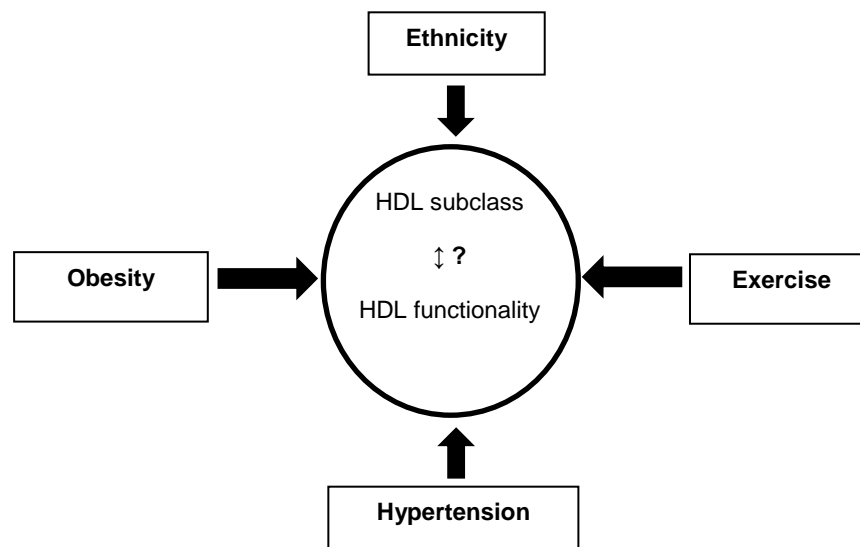 Ethnicity
HDL subclass
↕ ?
Obesity
Exercise
HDL functionality
Hypertension